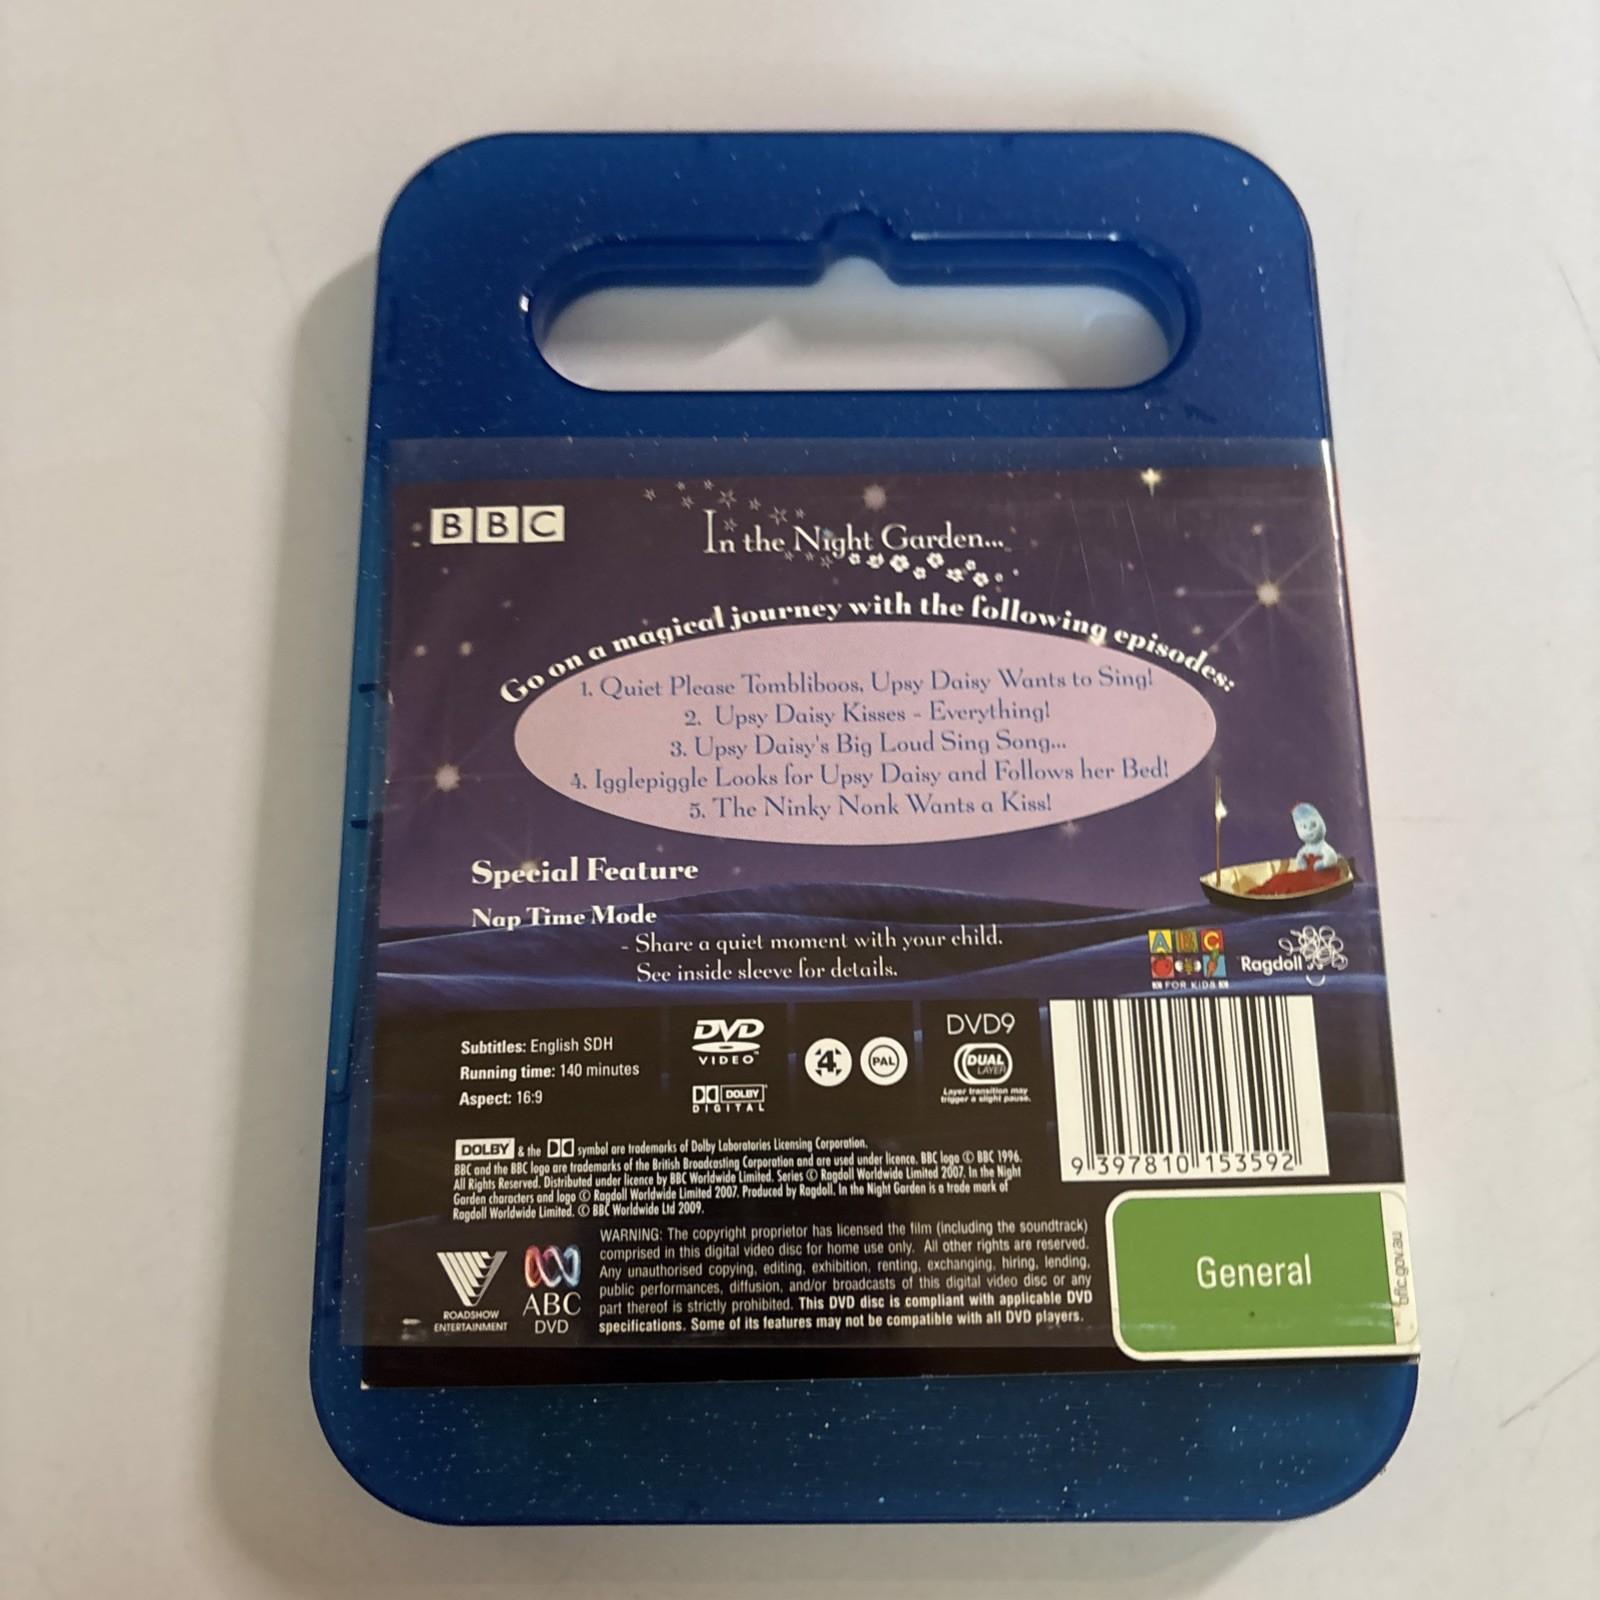 BBC
In the Night Garden...
Go on a magical journey with the following episodes:
1. Quiet Please Tombliboos, Upsy Daisy Wants to Sing!
2. Upsy Daisy Kisses - Everything!
3. Upsy Daisy's Big Loud Sing Song...
4. Igglepiggle Looks for Upsy Daisy and Follows her Bed!
5. The Ninky Nonk Wants a Kiss!
Special Feature
Nap Time Mode
- Share a quiet moment with your child.
See inside sleeve for details.
ABC
FOR KIDS
Ragdoll
Subtitles: English SDH
Running time: 140 minutes
Aspect: 16:9
DVD
VIDEO™
DOLBY
DIGITAL
4
PAL
DVD9
DUAL
LAYER
Layer transition may
trigger a slight pause.
9 397810 153592
DOLBY & the symbol are trademarks of Dolby Laboratories Licensing Corporation.
BBC and the BBC logo are trademarks of the British Broadcasting Corporation and are used under licence. BBC logo © BBC 1996.
All Rights Reserved. Distributed under licence by BBC Worldwide Limited. Series © Ragdoll Worldwide Limited 2007. In the Night
Garden characters and logo © Ragdoll Worldwide Limited 2007. Produced by Ragdoll. In the Night Garden is a trade mark of
Ragdoll Worldwide Limited. © BBC Worldwide Ltd 2009.
ROADSHOW
ENTERTAINMENT
ABC
DVD
WARNING: The copyright proprietor has licensed the film (including the soundtrack)
comprised in this digital video disc for home use only. All other rights are reserved.
Any unauthorised copying, editing, exhibition, renting, exchanging, hiring, lending,
public performances, diffusion, and/or broadcasts of this digital video disc or any
part thereof is strictly prohibited. This DVD disc is compliant with applicable DVD
specifications. Some of its features may not be compatible with all DVD players.
General
oflc.gov.au